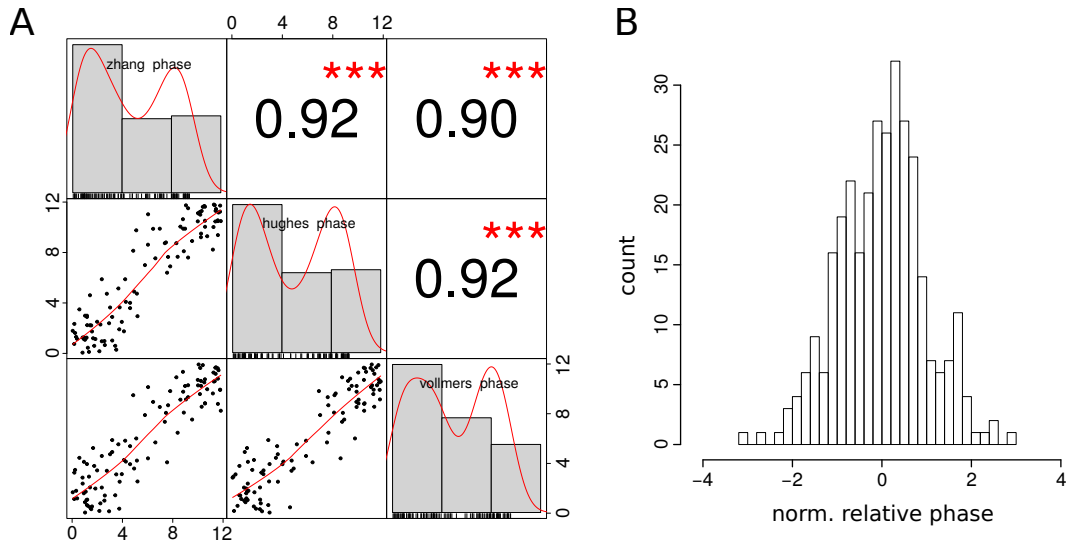 A
B
0 4 8 12
zhang phase
***
0.92
***
0.90
0 4 8 12
hughes phase
***
0.92
vollmers phase
0 4 8 12
0 4 8 12
0 5 10 15 20 25 30
count
−4 −2 0 2 4
norm. relative phase